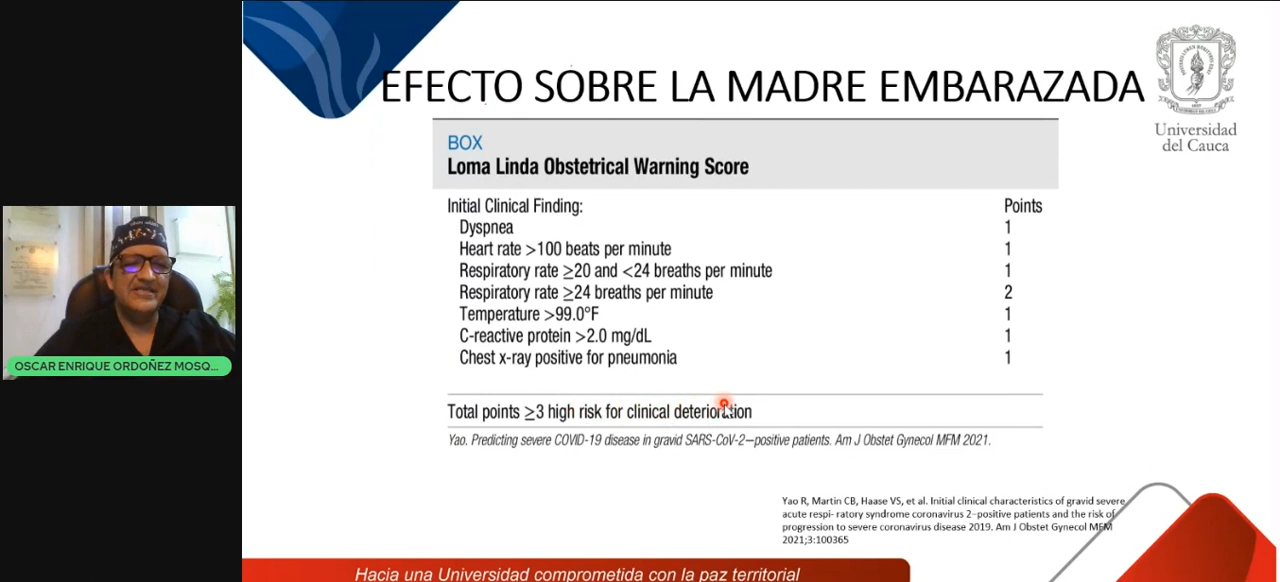 EFECTO SOBRE LA MADRE EMBARAZADA
Universidad
del Cauca
BOX
Loma Linda Obstetrical Warning Score
Initial Clinical Finding: Points
Dyspnea 1
Heart rate >100 beats per minute 1
Respiratory rate ≥20 and <24 breaths per minute 1
Respiratory rate ≥24 breaths per minute 2
Temperature >99.0°F 1
C-reactive protein >2.0 mg/dL 1
Chest x-ray positive for pneumonia 1
Total points ≥3 high risk for clinical deterioration
Yao. Predicting severe COVID-19 disease in gravid SARS-CoV-2–positive patients. Am J Obstet Gynecol MFM 2021.
Yao R, Martin CB, Haase VS, et al. Initial clinical characteristics of gravid severe
acute respi- ratory syndrome coronavirus 2–positive patients and the risk of
progression to severe coronavirus disease 2019. Am J Obstet Gynecol MFM
2021;3:100365
OSCAR ENRIQUE ORDOÑEZ MOSQ...
Hacia una Universidad comprometida con la paz territorial